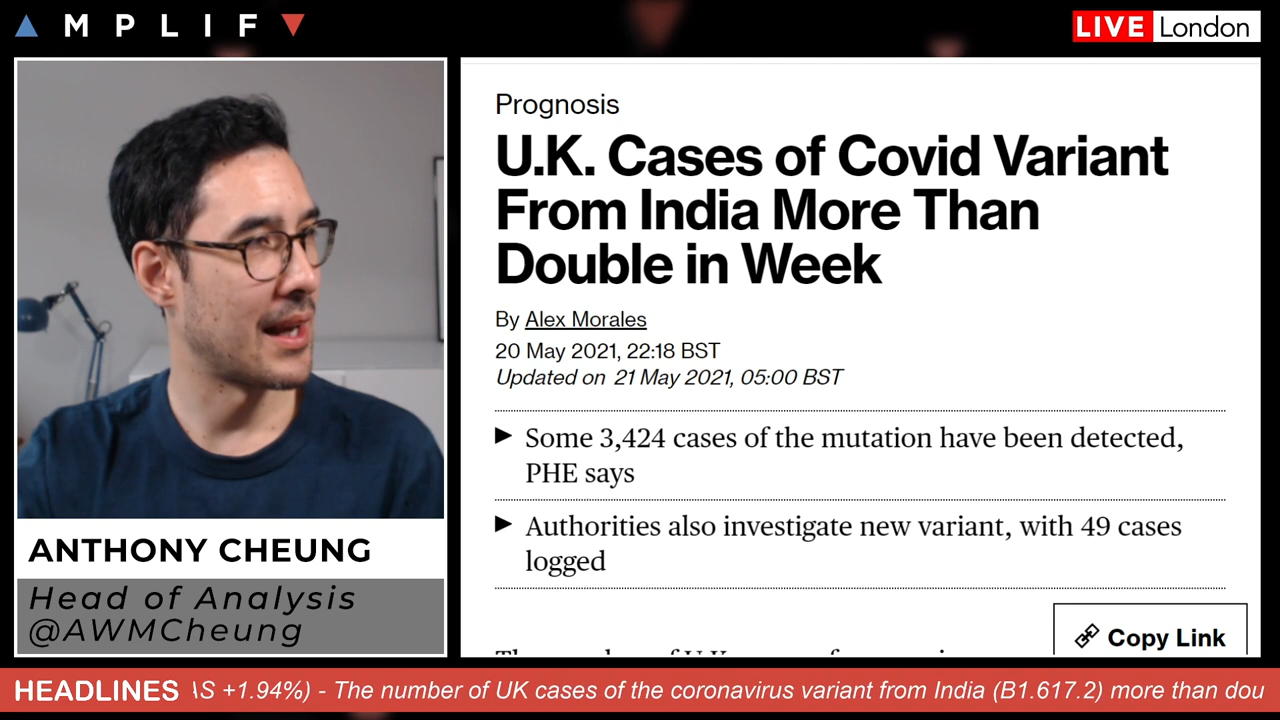 MPLIF
LIVE London
Prognosis
U.K. Cases of Covid Variant
From India More Than
Double in Week
By Alex Morales
20 May 2021, 22:18 BST
Updated on 21 May 2021, 05:00 BST
Some 3,424 cases of the mutation have been detected,
PHE says
Authorities also investigate new variant, with 49 cases
logged
Copy Link
ANTHONY CHEUNG
Head of Analysis
@AWMCheung
HEADLINES \S +1.94%) - The number of UK cases of the coronavirus variant from India (B1.617.2) more than dou